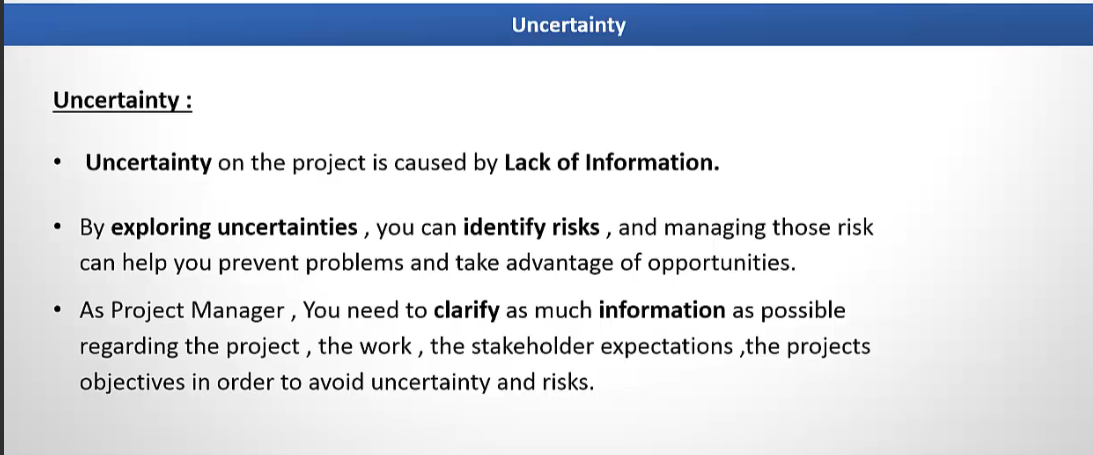 Uncertainty
Uncertainty :
• Uncertainty on the project is caused by Lack of Information.
• By exploring uncertainties , you can identify risks , and managing those risk
can help you prevent problems and take advantage of opportunities.
• As Project Manager , You need to clarify as much information as possible
regarding the project , the work , the stakeholder expectations ,the projects
objectives in order to avoid uncertainty and risks.